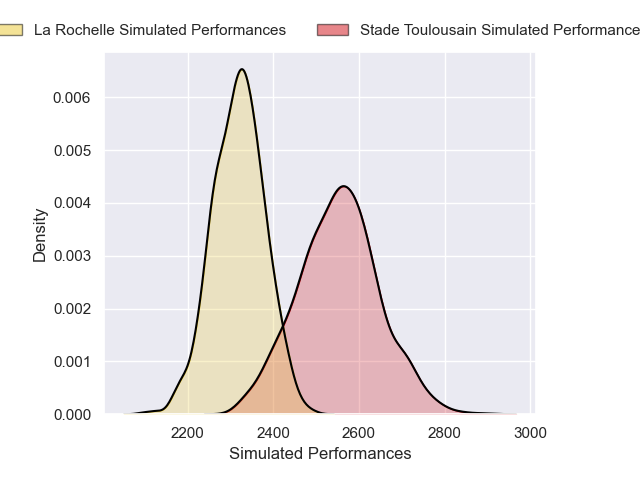 La Rochelle Simulated Performances Stade Toulousain Simulated Performance
0.006
0.005
0.004
0.003
0.002
0.001
0.000
Density
2200 2400 2600 2800 3000
Simulated Performances